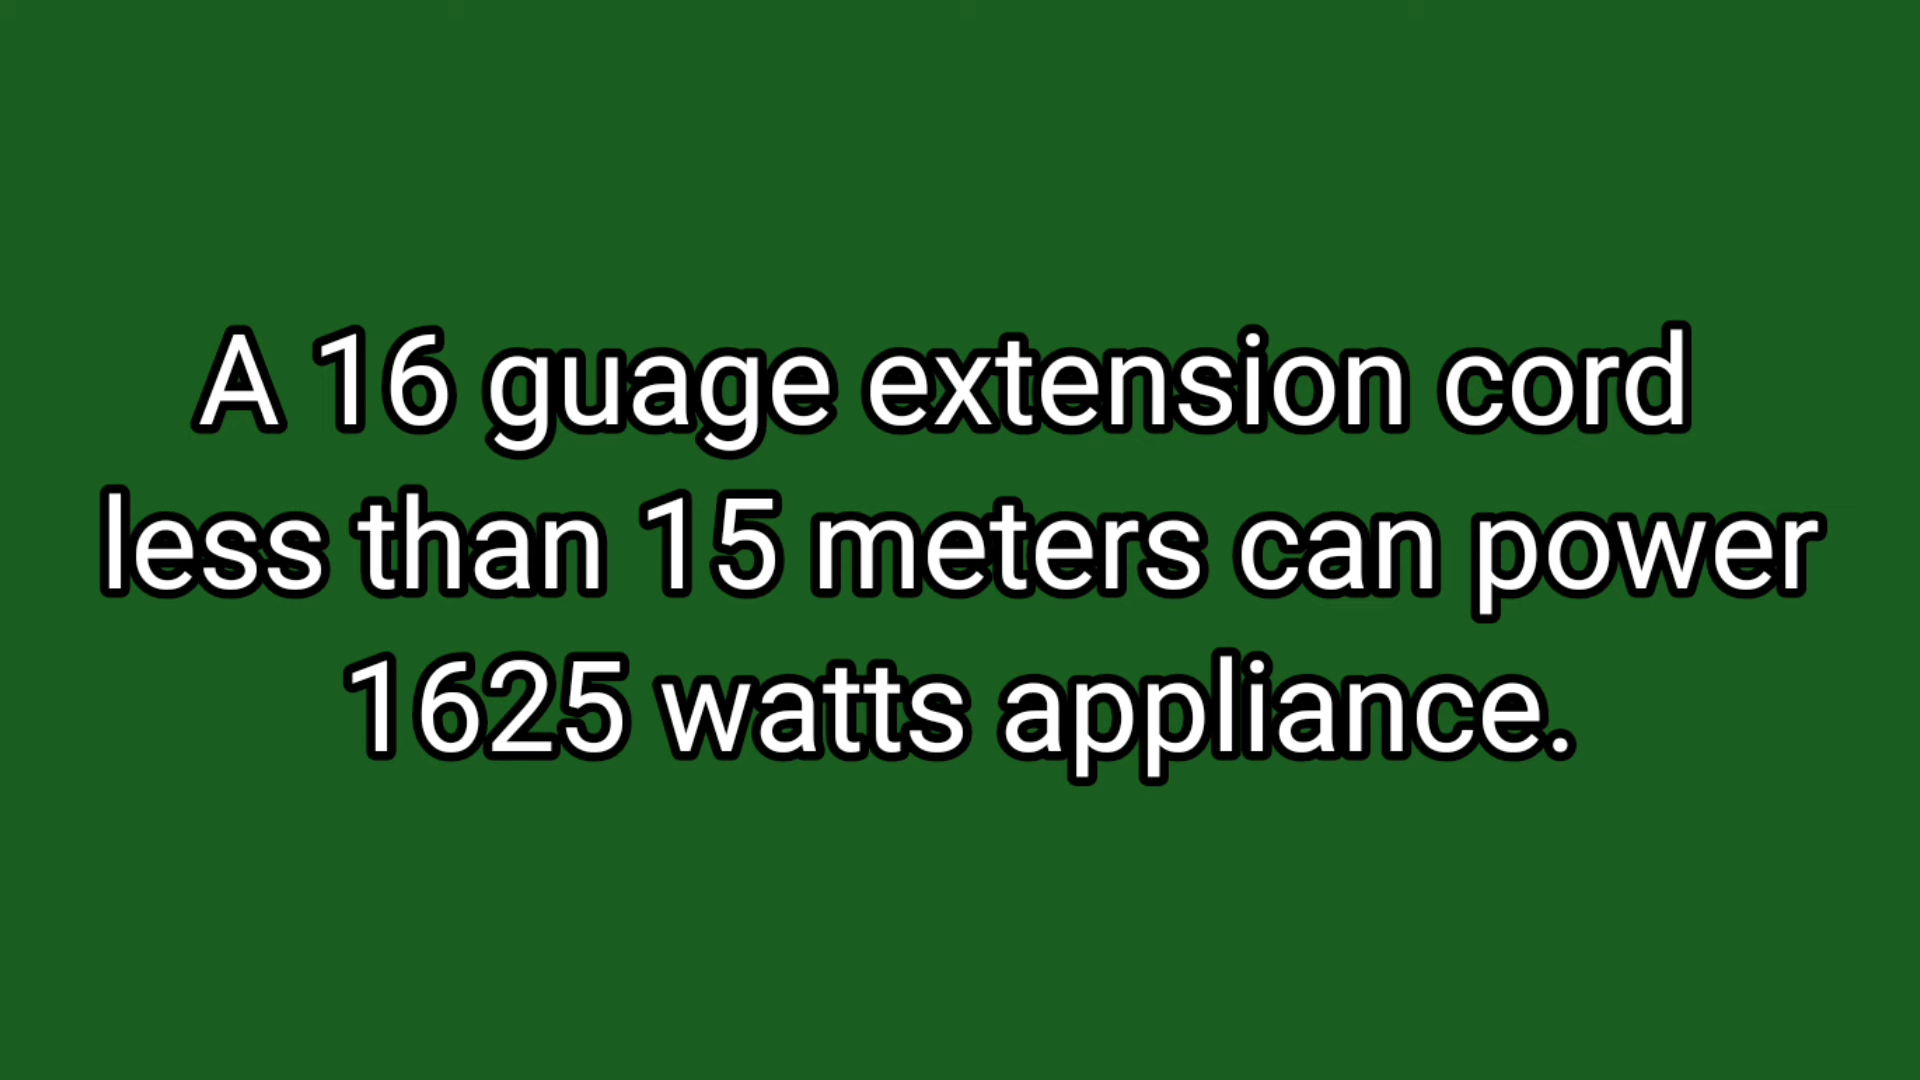 A 16 guage extension cord
less than 15 meters can power
1625 watts appliance.